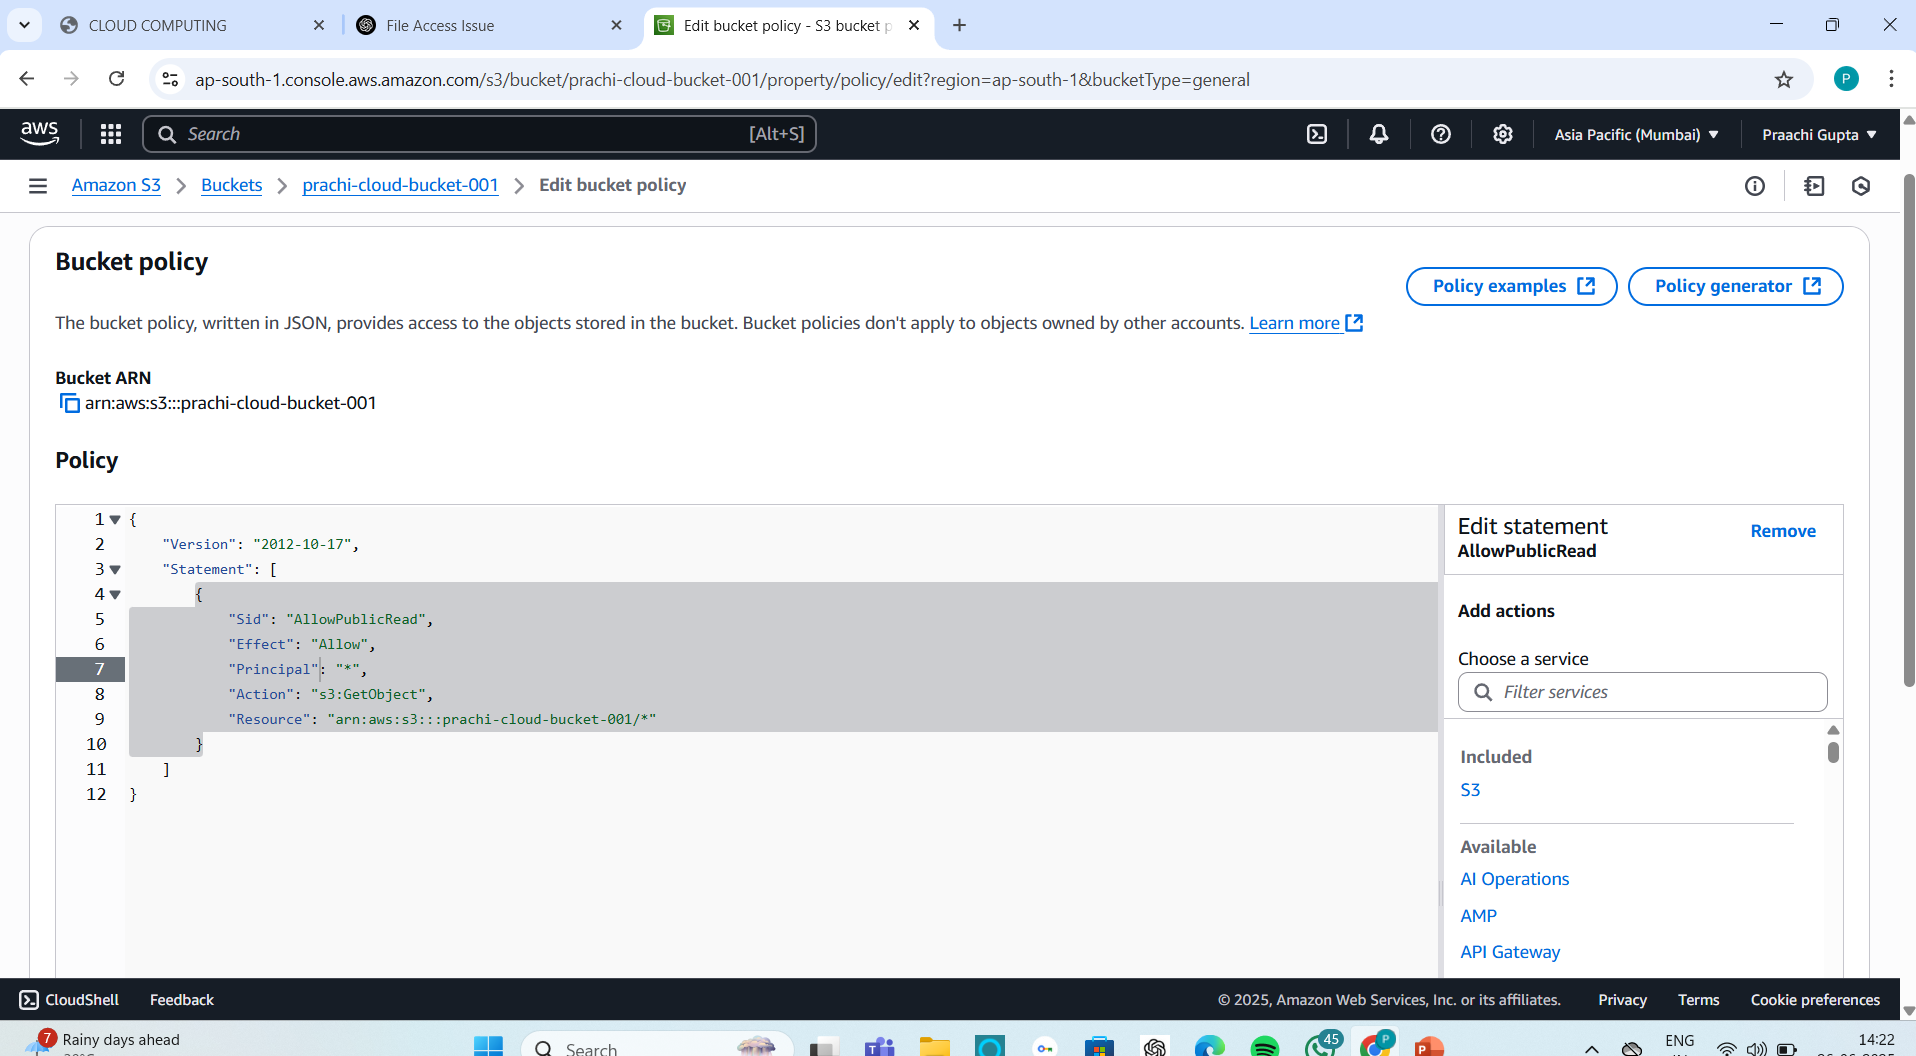 CLOUD COMPUTING
File Access Issue
Edit bucket policy - S3 bucket p
ap-south-1.console.aws.amazon.com/s3/bucket/prachi-cloud-bucket-001/property/policy/edit?region=ap-south-1&bucketType=general
P
aws
Search
[Alt+S]
Asia Pacific (Mumbai)
Praachi Gupta
Amazon S3
Buckets
prachi-cloud-bucket-001
Edit bucket policy
Bucket policy
Policy examples
Policy generator
The bucket policy, written in JSON, provides access to the objects stored in the bucket. Bucket policies don't apply to objects owned by other accounts. Learn more
Bucket ARN
arn:aws:s3:::prachi-cloud-bucket-001
Policy
1 {
2 "Version": "2012-10-17",
3 "Statement": [
4 {
5 "Sid": "AllowPublicRead",
6 "Effect": "Allow",
7 "Principal": "*",
8 "Action": "s3:GetObject",
9 "Resource": "arn:aws:s3:::prachi-cloud-bucket-001/*"
10 }
11 ]
12 }
Edit statement
Remove
AllowPublicRead
Add actions
Choose a service
Filter services
Included
S3
Available
AI Operations
AMP
API Gateway
CloudShell
Feedback
© 2025, Amazon Web Services, Inc. or its affiliates.
Privacy
Terms
Cookie preferences
7
Rainy days ahead
Search
45
P
ENG
14:22